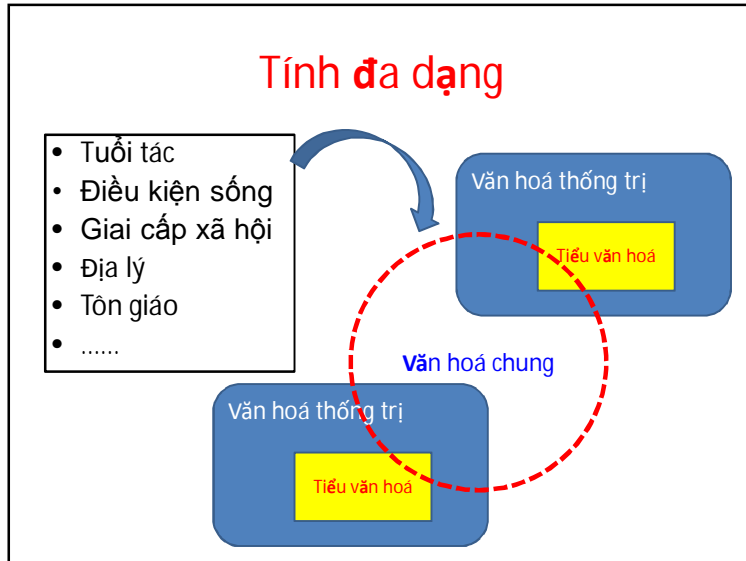 Tính đa dạng
• Tuổi tác
• Điều kiện sống
• Giai cấp xã hội
• Địa lý
• Tôn giáo
• ......
Văn hoá thống trị
Tiểu văn hoá
Văn hoá chung
Văn hoá thống trị
Tiểu văn hoá